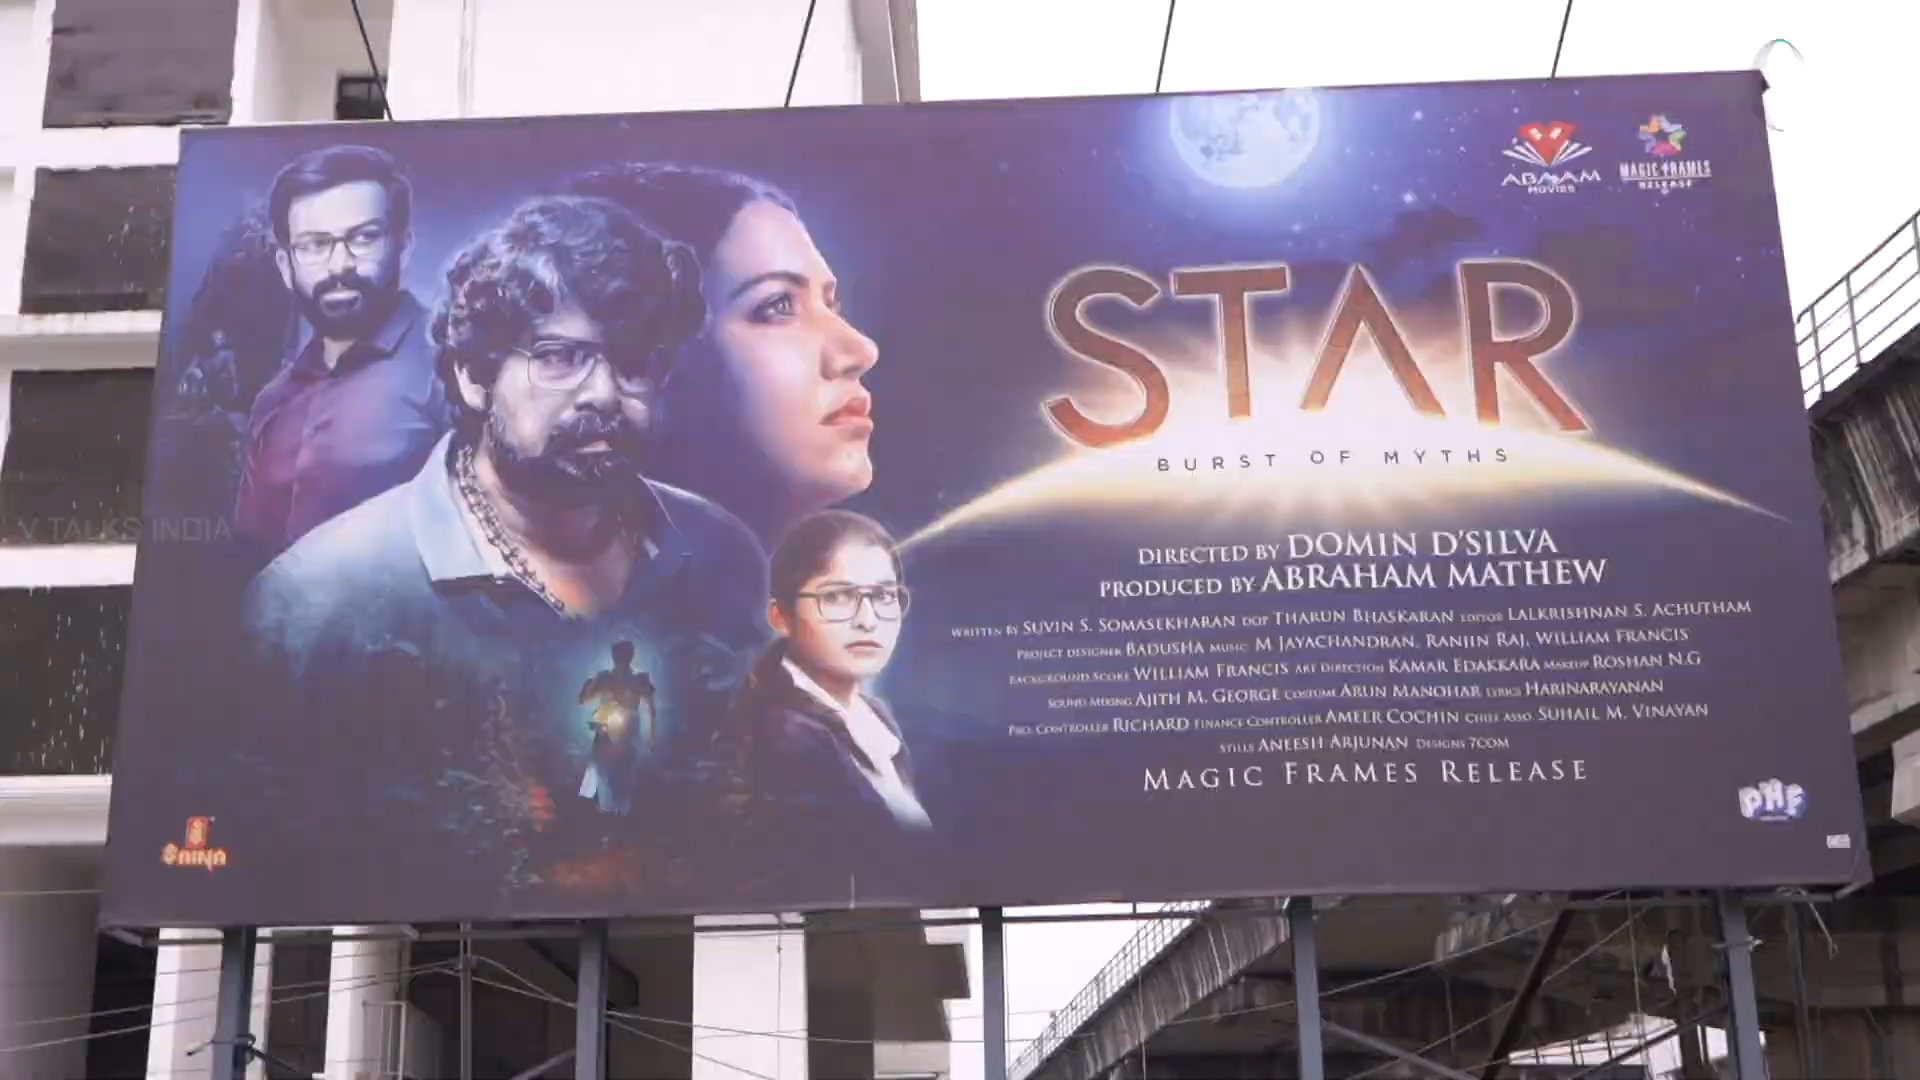 ABAAM
MOVIES
MAGIC FRAMES
RELEASE
STAR
BURST OF MYTHS
V TALKS INDIA
DIRECTED BY DOMIN D'SILVA
PRODUCED BY ABRAHAM MATHEW
WRITTEN BY SUVIN S. SOMASEKHARAN DOP THARUN BHASKARAN EDITOR LALKRISHNAN S. ACHUTHAM
PROJECT DESIGNER BADUSHA MUSIC M JAYACHANDRAN, RANJIN RAJ, WILLIAM FRANCIS
BACKGROUND SCORE WILLIAM FRANCIS ART DIRECTION KAMAR EDAKKARA MAKEUP ROSHAN N.G
SOUND MIXING AJITH M. GEORGE COSTUME ARUN MANOHAR LYRICS HARINARAYANAN
PRO. CONTROLLER RICHARD FINANCE CONTROLLER AMEER COCHIN CHIEF ASSO. SUHAIL M, VINAYAN
STILLS ANEESH ARJUNAN DESIGNS 7COM
MAGIC FRAMES RELEASE
PHF
SAINA